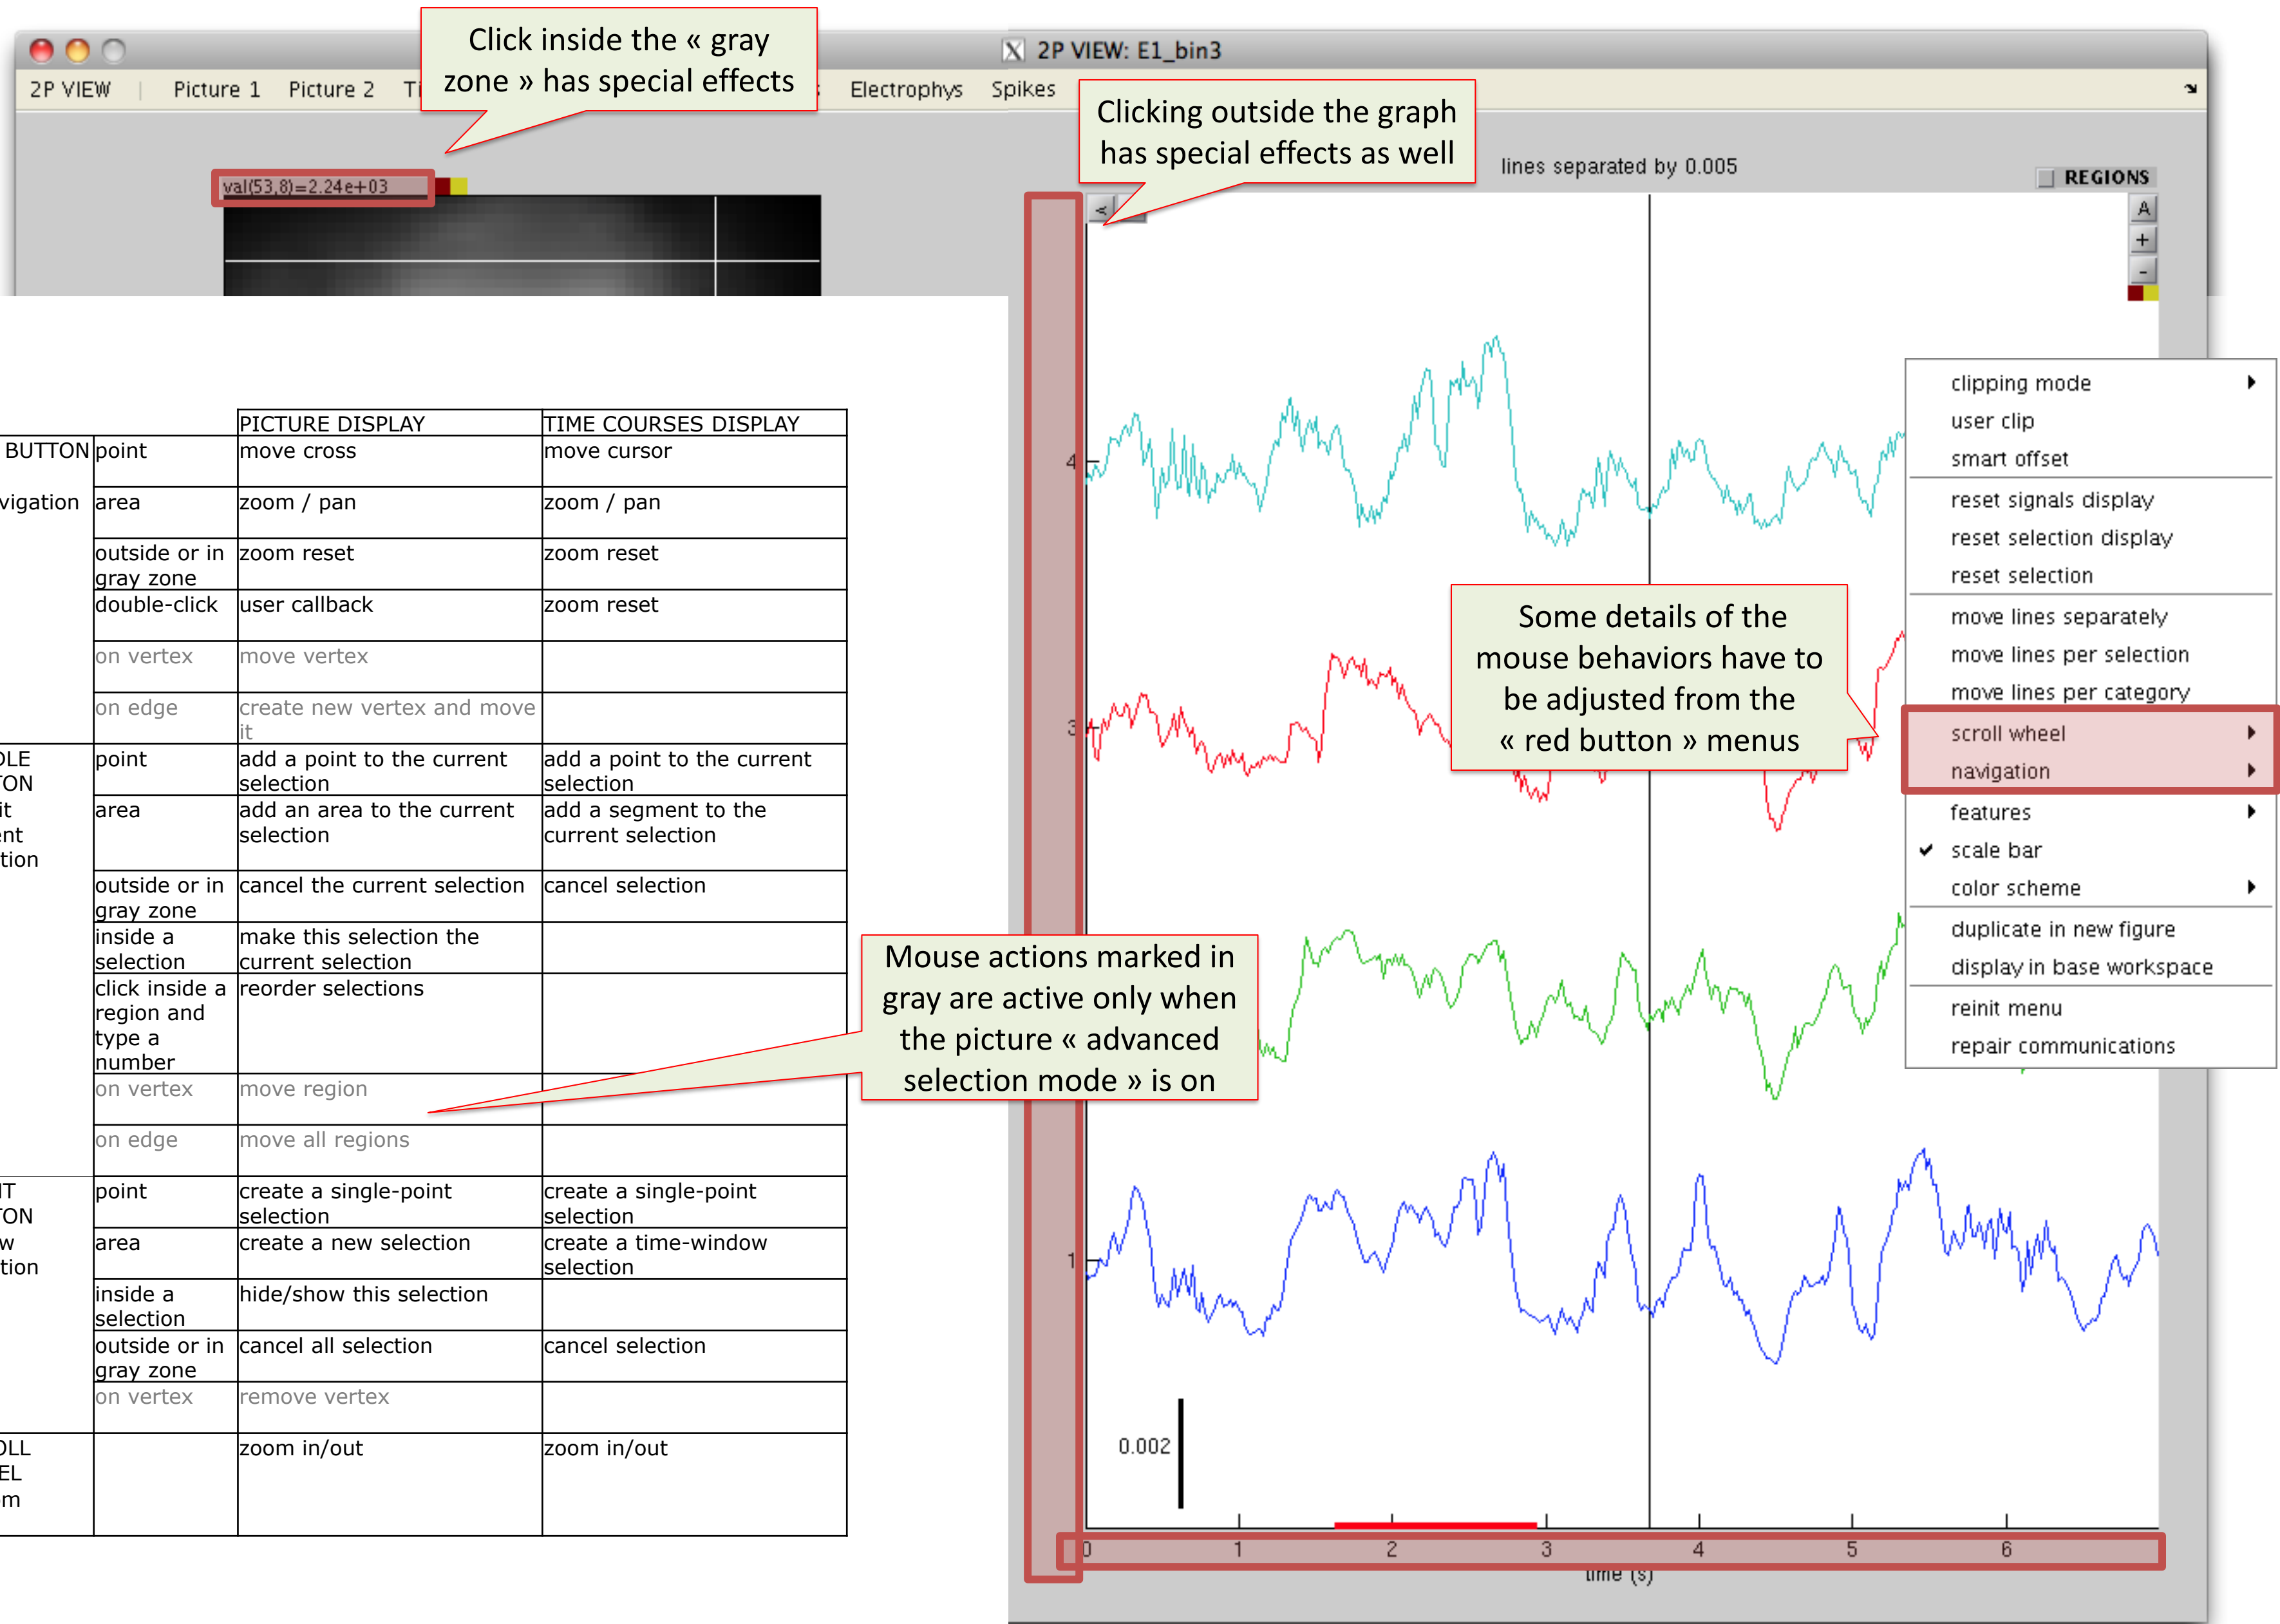 Click inside the « gray
zone » has special effects
2P VIEW: E1_bin3
2P VIEW
Picture 1
Picture 2
Electrophys
Spikes
Clicking outside the graph
has special effects as well
val(53,8)=2.24e+03
lines separated by 0.005
REGIONS
A
+
-
PICTURE DISPLAY
TIME COURSES DISPLAY
BUTTON
point
move cross
move cursor
area
zoom / pan
zoom / pan
outside or in
gray zone
zoom reset
zoom reset
double-click
user callback
zoom reset
on vertex
move vertex
on edge
create new vertex and move
it
point
add a point to the current
selection
add a point to the current
selection
area
add an area to the current
selection
add a segment to the
current selection
outside or in
gray zone
cancel the current selection
cancel selection
inside a
selection
make this selection the
current selection
click inside a
region and
type a
number
reorder selections
on vertex
move region
on edge
move all regions
point
create a single-point
selection
create a single-point
selection
area
create a new selection
create a time-window
selection
inside a
selection
hide/show this selection
outside or in
gray zone
cancel all selection
cancel selection
on vertex
remove vertex
zoom in/out
zoom in/out
Mouse actions marked in
gray are active only when
the picture « advanced
selection mode » is on
Some details of the
mouse behaviors have to
be adjusted from the
« red button » menus
clipping mode
user clip
smart offset
reset signals display
reset selection display
reset selection
move lines separately
move lines per selection
move lines per category
scroll wheel
navigation
features
scale bar
color scheme
duplicate in new figure
display in base workspace
reinit menu
repair communications
4
3
1
0.002
0 1 2 3 4 5 6
time (s)